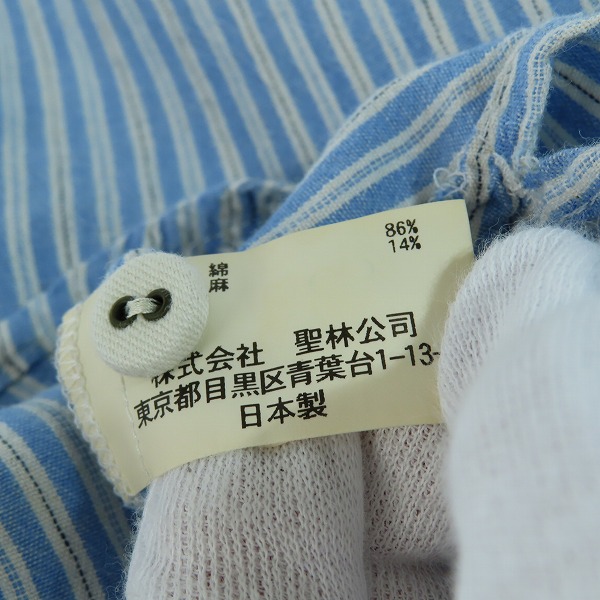 綿 86%
麻 14%
株式会社 聖林公司
東京都目黒区青葉台1-13-
日本製